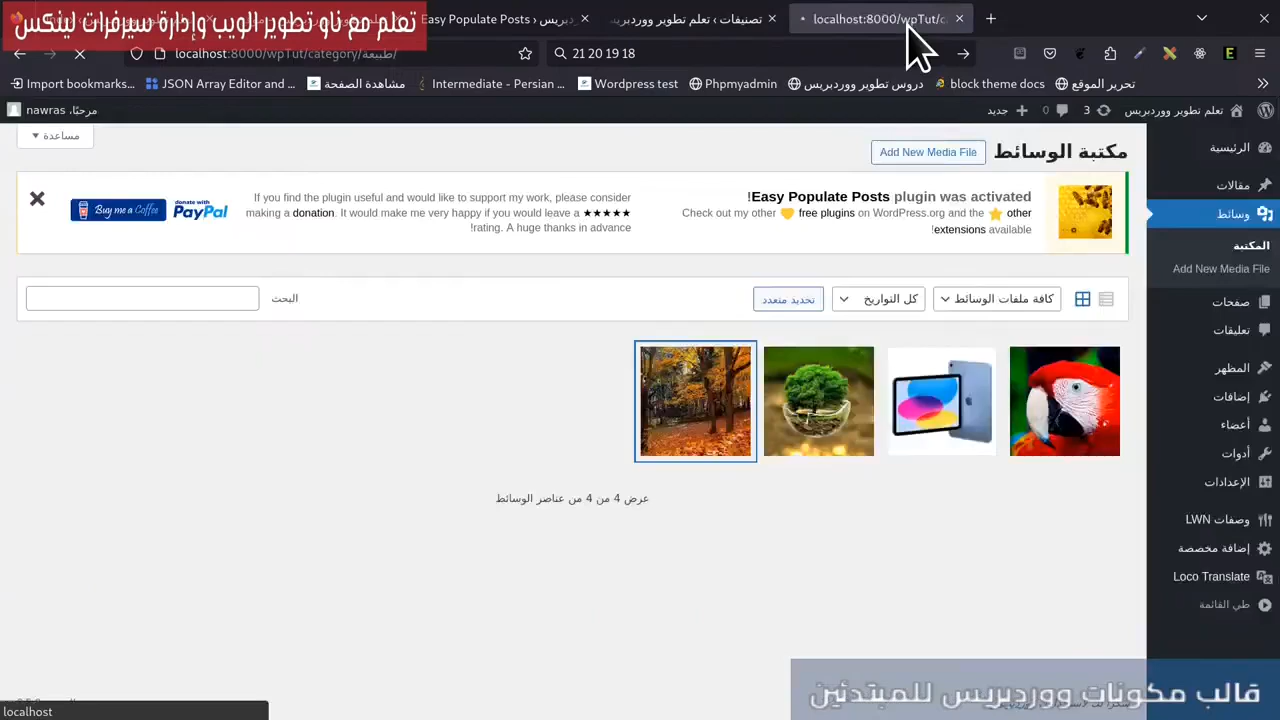 تعلم مع ناو تطوير الويب وإدارة سيرفرات لينكس
Easy Populate
تصنيفات ‹ تعلم تطوير ووردبريس
localhost:8000/wpTut/c
localhost:8000/wpTut/category/طبيعة/
21 20 19 18
Import bookmarks...
JSON Array Editor and ...
مشاهدة الصفحة
Intermediate - Persian ...
Wordpress test
Phpmyadmin
دروس تطوير ووردبريس
block theme docs
تحرير الموقع
تعلم تطوير ووردبريس
3
0
جديد
مرحبًا، nawras
مساعدة
مكتبة الوسائط
Add New Media File
Easy Populate Posts plugin was activated!
Check out my other free plugins on WordPress.org and the other
extensions available!
If you find the plugin useful and would like to support my work, please consider
making a donation. It would make me very happy if you would leave a ★★★★★
rating. A huge thanks in advance!
Buy me a Coffee
donate with
PayPal
كافة ملفات الوسائط
كل التواريخ
تحديد متعدد
البحث
عرض 4 من 4 من عناصر الوسائط
الرئيسية
مقالات
وسائط
المكتبة
Add New Media File
صفحات
تعليقات
المظهر
إضافات
أعضاء
أدوات
الإعدادات
وصفات LWN
إضافة مخصصة
Loco Translate
طي القائمة
قالب مكونات ووردبريس للمبتدئين
localhost